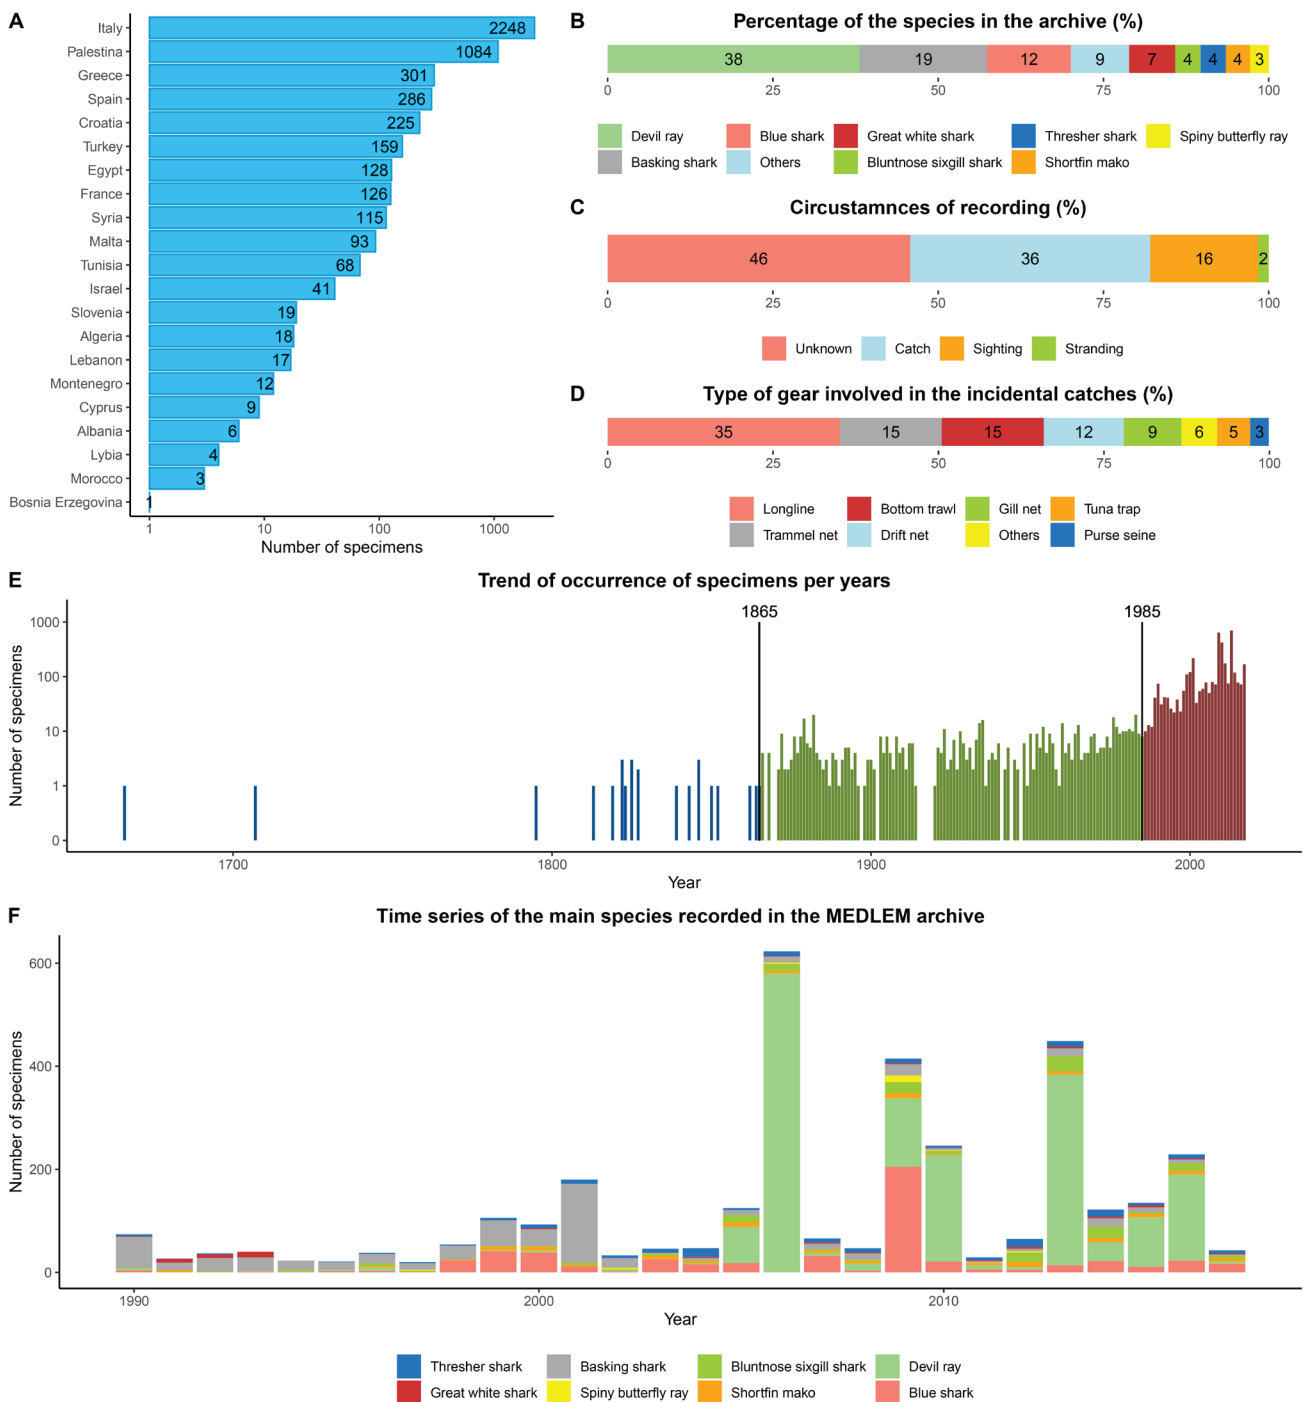 A
Italy 2248
Palestina 1084
Greece 301
Spain 286
Croatia 225
Turkey 159
Egypt 128
France 126
Syria 115
Malta 93
Tunisia 68
Israel 41
Slovenia 19
Algeria 18
Lebanon 17
Montenegro 12
Cyprus 9
Albania 6
Lybia 4
Morocco 3
Bosnia Erzegovina 1
1 10 100 1000
Number of specimens
B Percentage of the species in the archive (%)
38 19 12 9 7 4 4 4 3
0 25 50 75 100
Devil ray Blue shark Great white shark Thresher shark Spiny butterfly ray
Basking shark Others Bluntnose sixgill shark Shortfin mako
C Circustamnces of recording (%)
46 36 16 2
0 25 50 75 100
Unknown Catch Sighting Stranding
D Type of gear involved in the incidental catches (%)
35 15 15 12 9 6 5 3
0 25 50 75 100
Longline Bottom trawl Gill net Tuna trap
Trammel net Drift net Others Purse seine
E Trend of occurrence of specimens per years
1865 1985
Number of specimens
1000
100
10
1
0
1700 1800 1900 2000
Year
F Time series of the main species recorded in the MEDLEM archive
Number of specimens
600
400
200
0
1990 2000 2010
Year
Thresher shark Basking shark Bluntnose sixgill shark Devil ray
Great white shark Spiny butterfly ray Shortfin mako Blue shark